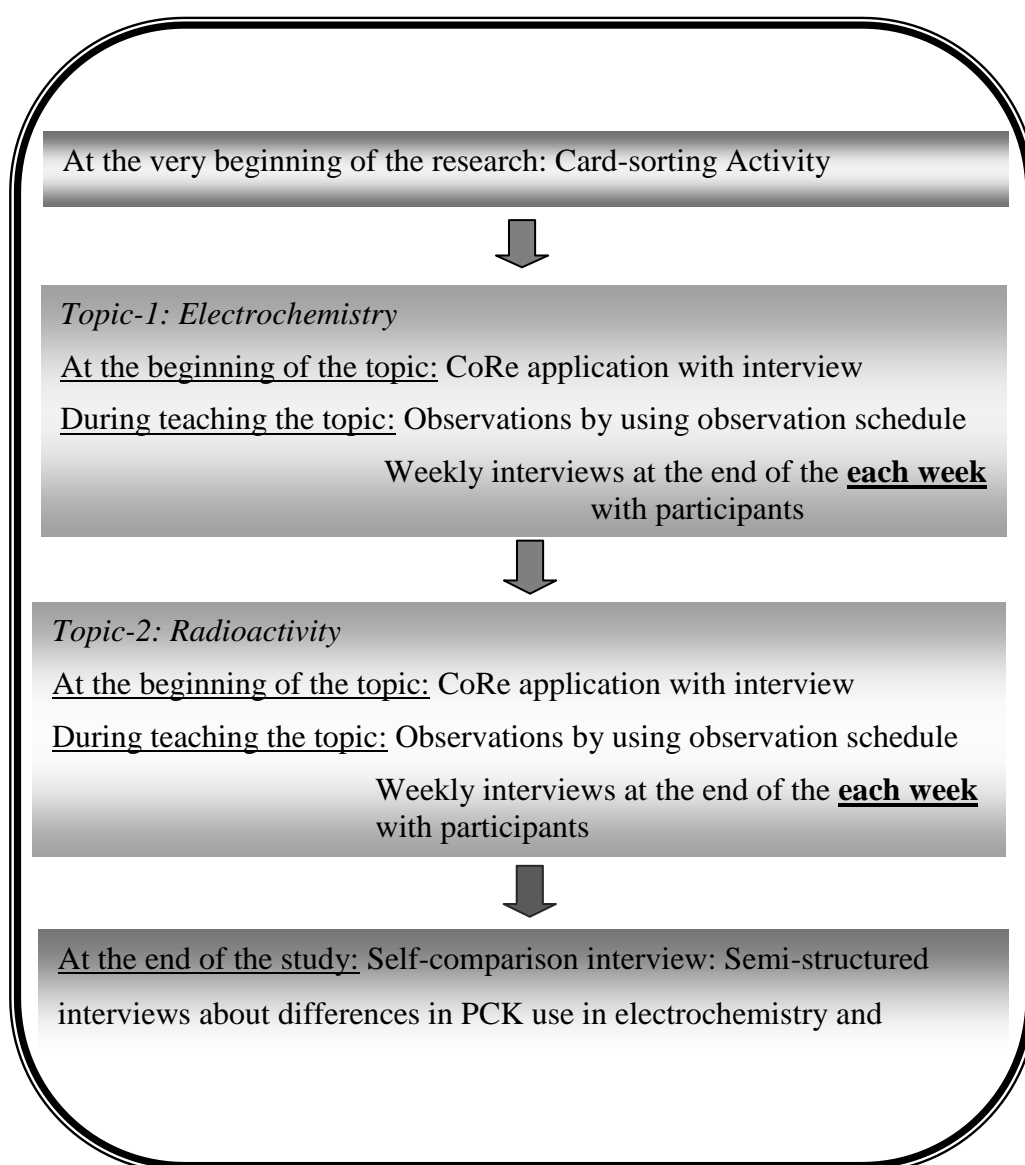 At the very beginning of the research: Card-sorting Activity
Topic-1: Electrochemistry
At the beginning of the topic: CoRe application with interview
During teaching the topic: Observations by using observation schedule
Weekly interviews at the end of the each week
with participants
Topic-2: Radioactivity
At the beginning of the topic: CoRe application with interview
During teaching the topic: Observations by using observation schedule
Weekly interviews at the end of the each week
with participants
At the end of the study: Self-comparison interview: Semi-structured
interviews about differences in PCK use in electrochemistry and